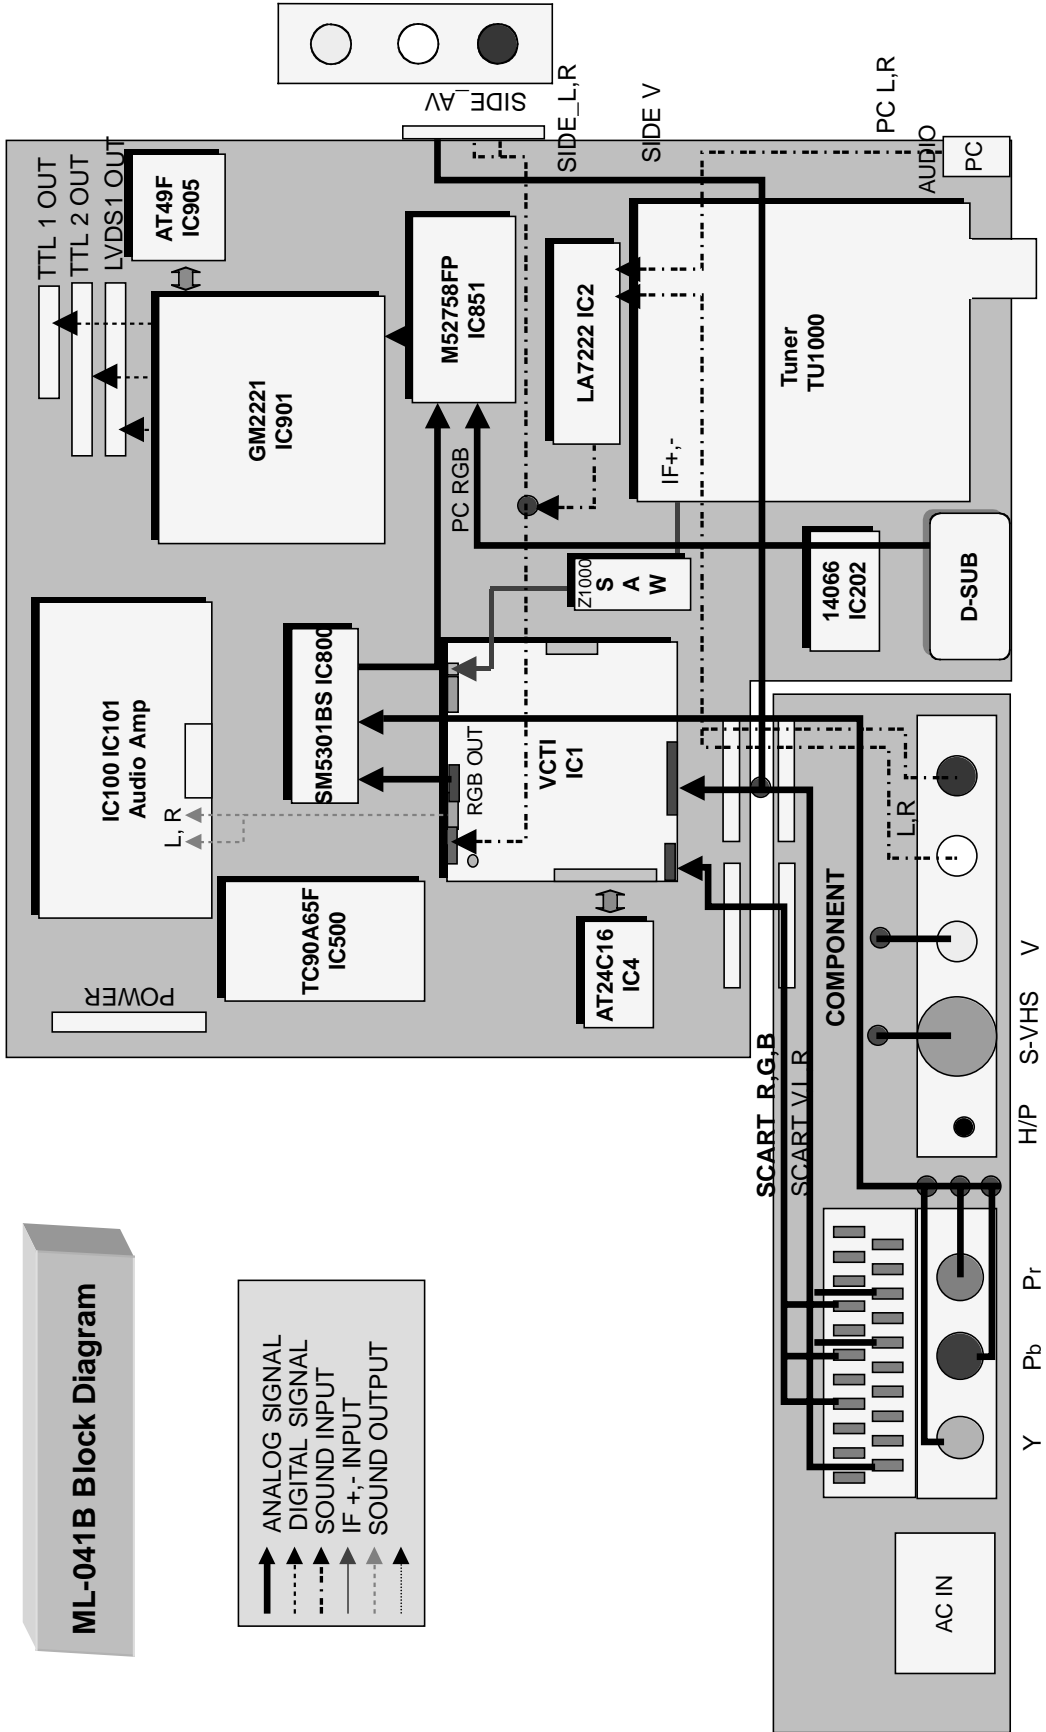 ML-041B Block Diagram
ANALOG SIGNAL
DIGITAL SIGNAL
SOUND INPUT
IF +,- INPUT
SOUND OUTPUT
POWER
IC100 IC101
Audio Amp
L, R
TC90A65F
IC500
TTL 1 OUT
TTL 2 OUT
LVDS1 OUT
AT49F
IC905
GM2221
IC901
SM5301BS IC800
M52758FP
IC851
PC RGB
RGB OUT
VCTI
IC1
AT24C16
IC4
Z1000
S
A
W
LA7222 IC2
IF+,-
Tuner
TU1000
14066
IC202
D-SUB
SIDE_AV
SIDE_L,R
SIDE V
PC L,R
AUDIO
PC
SCART R,G,B
SCART V,L R
COMPONENT
L,R
AC IN
Y
Pb
Pr
H/P
S-VHS
V